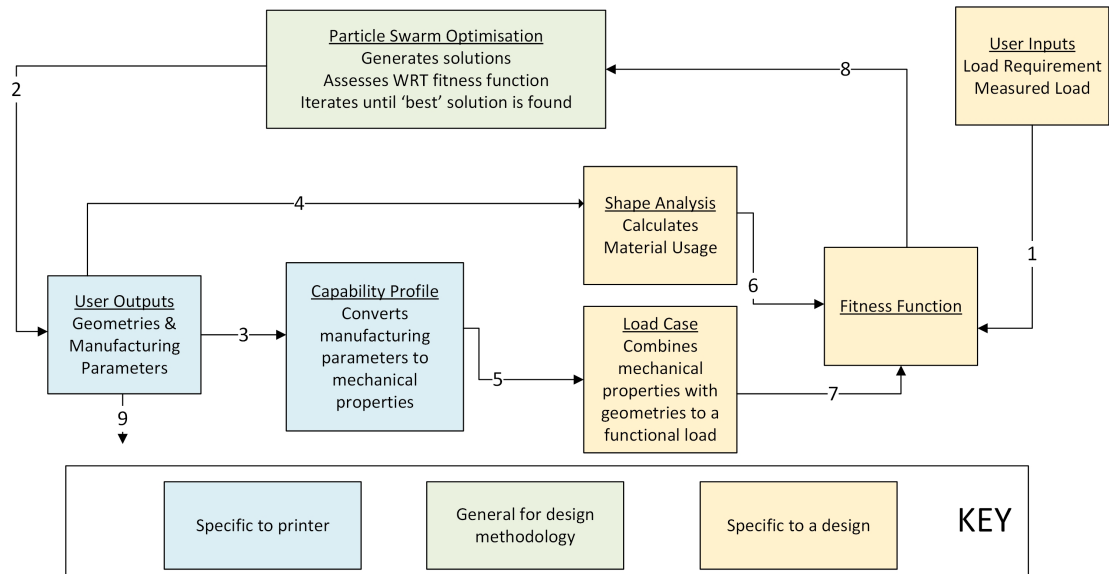 Particle Swarm Optimisation
Generates solutions
Assesses WRT fitness function
Iterates until ‘best’ solution is found
User Inputs
Load Requirement
Measured Load
2
8
1
4
Shape Analysis
Calculates
Material Usage
6
User Outputs
Geometries &
Manufacturing
Parameters
3
Capability Profile
Converts
manufacturing
parameters to
mechanical
properties
5
Load Case
Combines
mechanical
properties with
geometries to a
functional load
7
Fitness Function
9
Specific to printer
General for design
methodology
Specific to a design
KEY